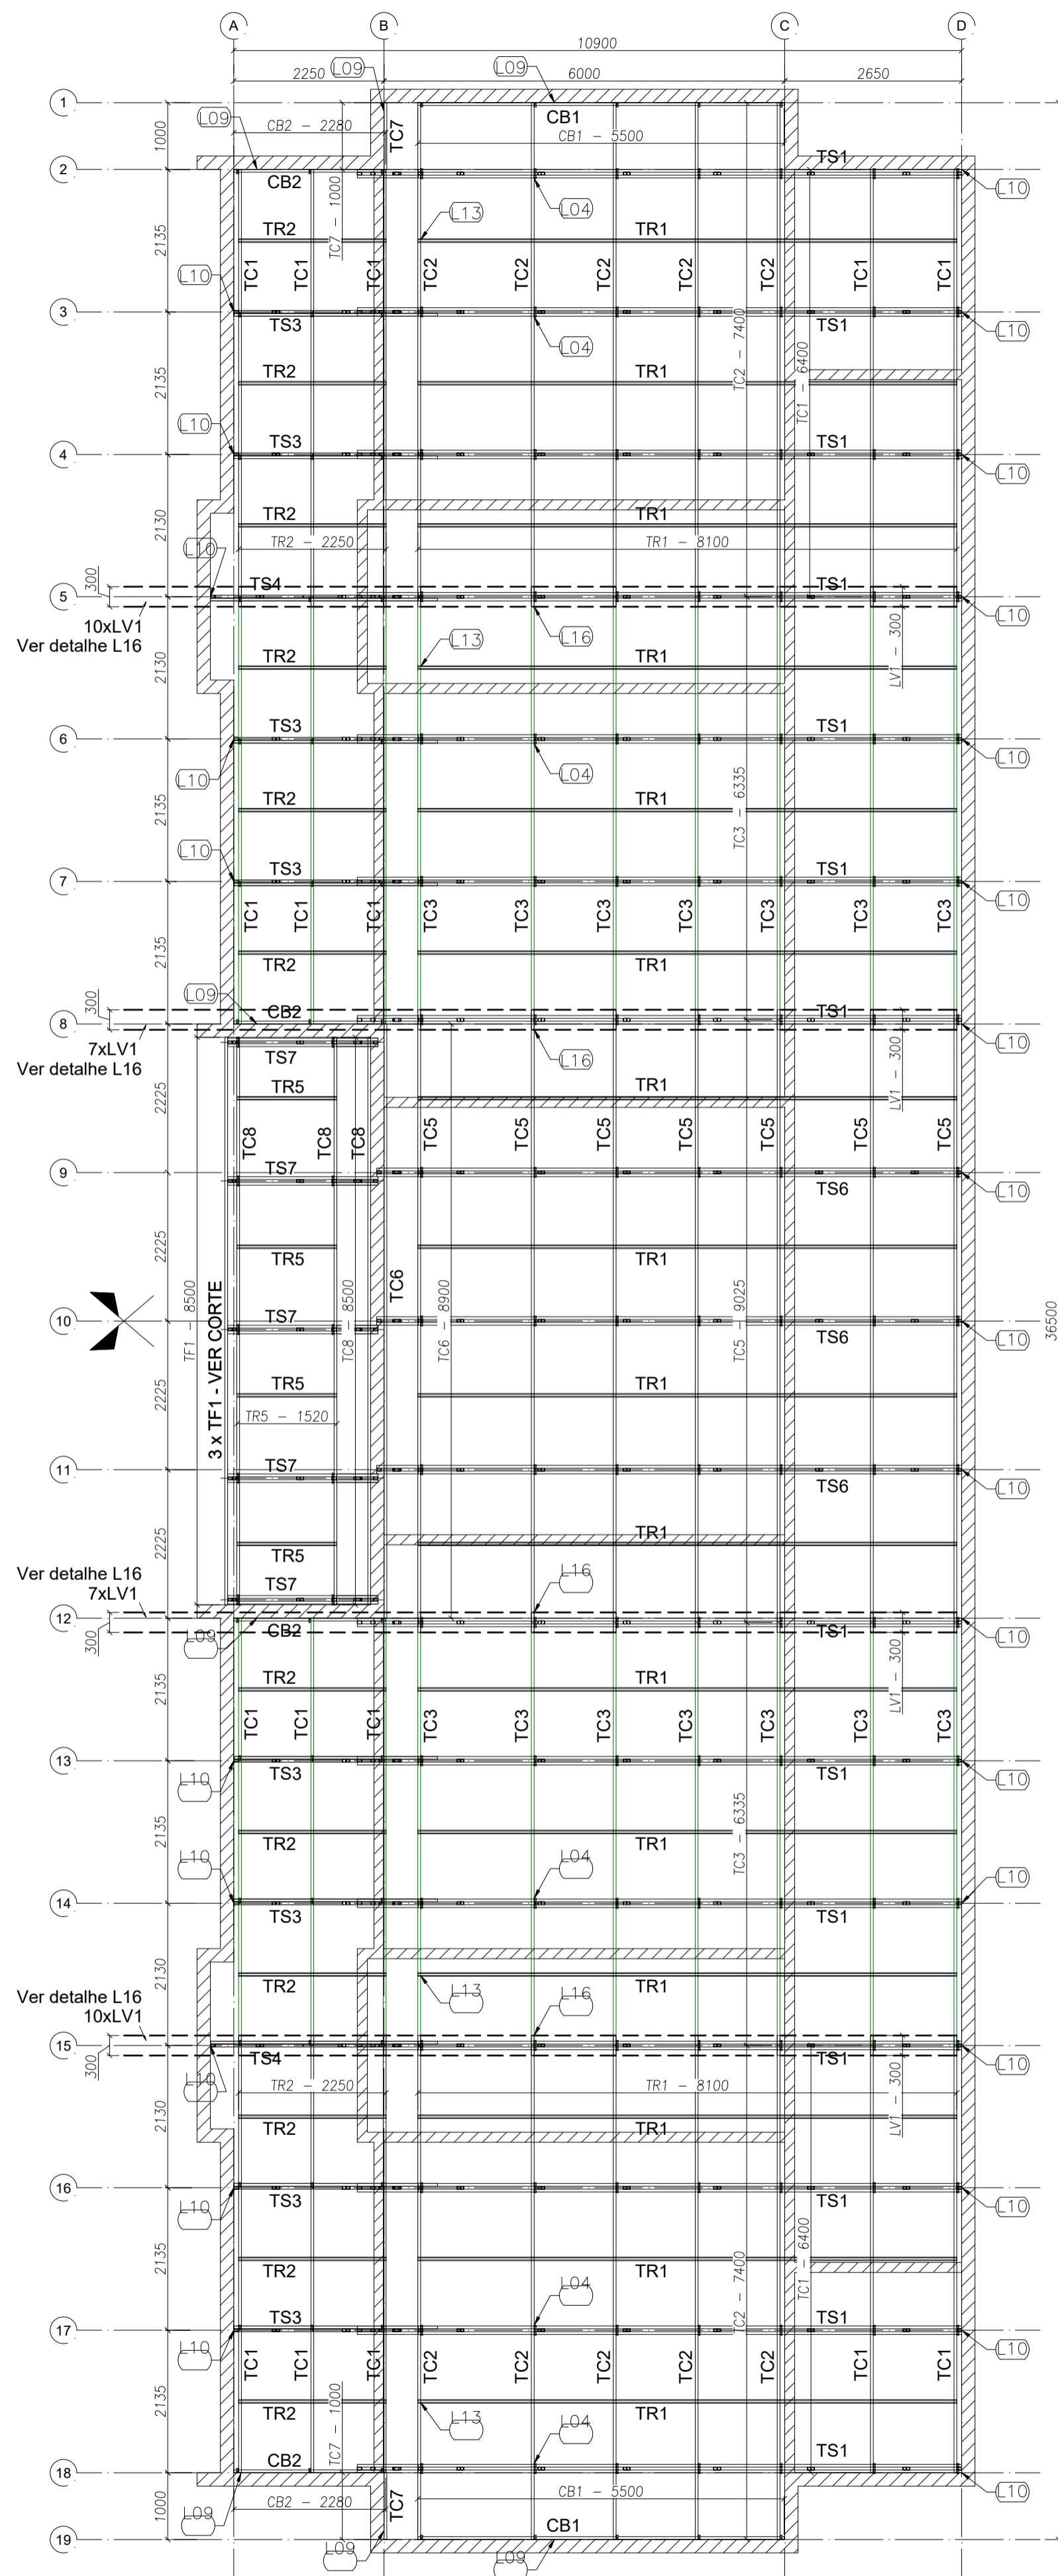 A B C D
10900
2250 L09 L09 6000 2650
1
CB1
L09 CB2 - 2280 TC7 CB1 - 5500
1000
TS1
2
CB2 L10
TC7 - 1000 L04
L13
TR2 TR1
2135
TC1 TC1 TC1 TC2 TC2 TC2 TC2 TC2 TC1 TC1
L10
3
TS3 TS1 L10
TC2 - 7400 L04
TC1 - 6400
TR2 TR1
2135
L10
TS3 TS1
4
L10
TR2 TR1
2130
L10 TR2 - 2250 TR1 - 8100
TS4 TS1
300
5
L10
10xLV1
Ver detalhe L16
L16
L13
LV1 - 300
TR2 TR1
2130
TS3 TS1
6
L10 L04 L10
TC3 - 6335
TR2 TR1
2135
L10
TS3 TS1
7
L10
TC1 TC1 TC1 TC3 TC3 TC3 TC3 TC3 TC3 TC3
TR2 TR1
2135
L09
300
CB2 TS1
8
L10
7xLV1
Ver detalhe L16
TS7 L16
LV1 - 300
TR5 TR1
2225
TC8 TC8 TC8 TC5 TC5 TC5 TC5 TC5 TC5 TC5
TS7
9
TS6 L10
TR5 TR1
2225
TF1 - 8500
3 x TF1 - VER CORTE
TC6
TC8 - 8500
TC6 - 8900
TC5 - 9025
36500
TS7
10
TS6 L10
TR5 TR1
2225
TR5 - 1520
TS7
11
TS6 L10
TR1
TR5
2225
Ver detalhe L16
7xLV1
TS7
L16
12
CB2 TS1 L10
L09
300
LV1 - 300
TR2 TR1
2135
TC1 TC1 TC1 TC3 TC3 TC3 TC3 TC3 TC3 TC3
13
TS3 TS1
L10 L10
TC3 - 6335
TR2 TR1
2135
L10 L04 L10
14
TS3 TS1
TR2 TR1
2130
L13 L16
Ver detalhe L16
10xLV1
15
TS4 TS1 L10
300
L10 TR2 - 2250 TR1 - 8100
LV1 - 300
TR2 TR1
2130
16
TS3 TS1
L10 L10
TC2 - 7400
TC1 - 6400
TR2 TR1
2135
L04
TS3 TS1
17
L10 L10
TC1 TC1 TC1 TC2 TC2 TC2 TC2 TC2 TC1 TC1
TR2 TR1
2135
L13
TC7 - 1000
L04
CB2 TS1
18
L10
L09 CB2 - 2280 TC7 CB1 - 5500
1000
CB1
19
L09 L09